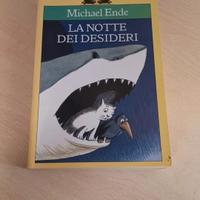 Michael Ende
LA NOTTE
DEI DESIDERI